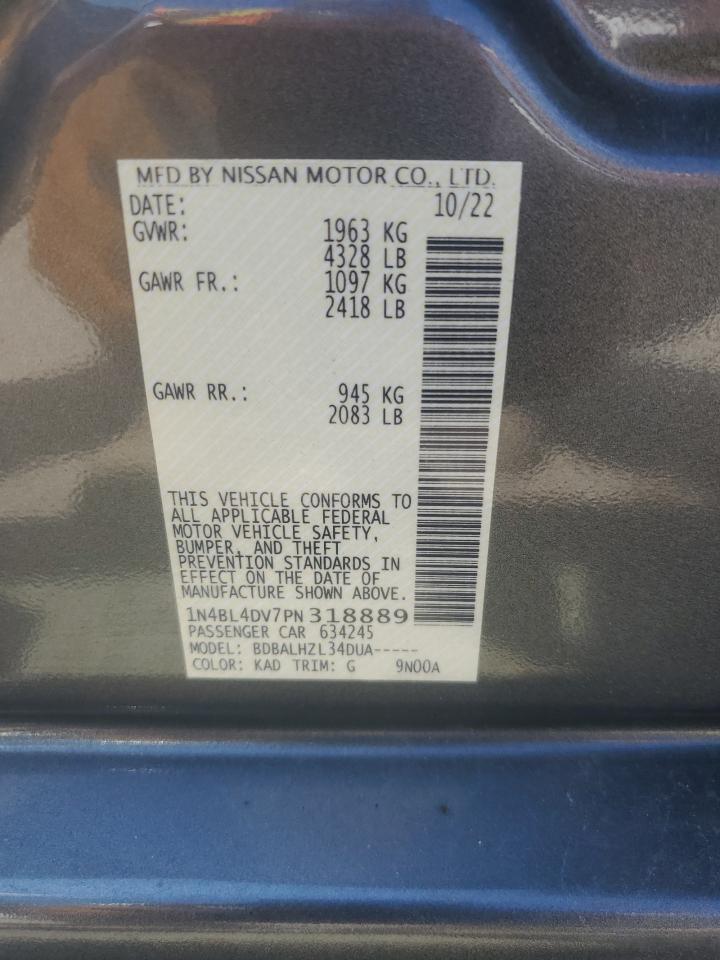 MFD BY NISSAN MOTOR CO., LTD.
DATE: 10/22
GVWR: 1963 KG
4328 LB
GAWR FR.: 1097 KG
2418 LB
GAWR RR.: 945 KG
2083 LB
THIS VEHICLE CONFORMS TO
ALL APPLICABLE FEDERAL
MOTOR VEHICLE SAFETY,
BUMPER, AND THEFT
PREVENTION STANDARDS IN
EFFECT ON THE DATE OF
MANUFACTURE SHOWN ABOVE.
1N4BL4DV7PN318889
PASSENGER CAR 634245
MODEL: BDBALHZL34DUA-----
COLOR: KAD TRIM: G 9N00A